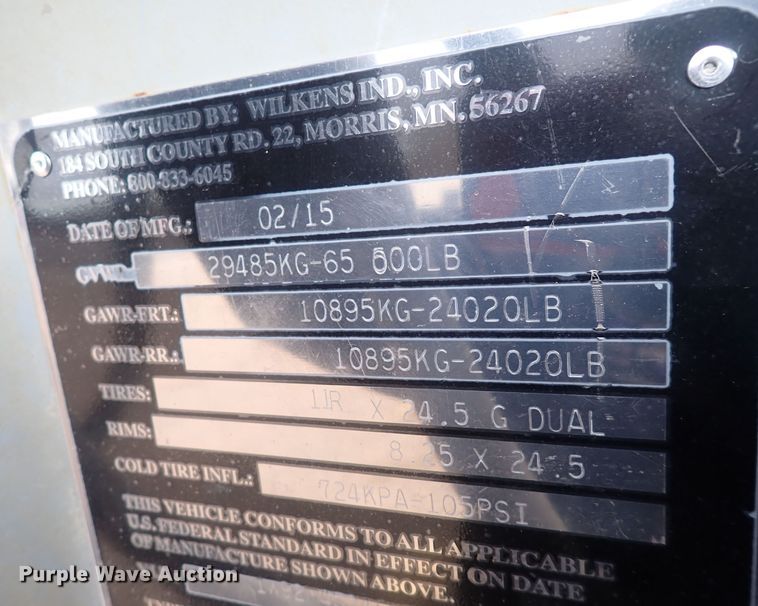 MANUFACTURED BY: WILKENS IND., INC.
184 SOUTH COUNTY RD. 22, MORRIS, MN. 56267
PHONE: 800-833-6045
DATE OF MFG.: 02/15
GVWR 29485KG-65 000LB
GAWR-FRT.: 10895KG-24020LB
GAWR-RR.: 10895KG-24020LB
TIRES: 11R X 24.5 G DUAL
RIMS: 8.25 X 24.5
COLD TIRE INFL.: 724KPA-105PSI
THIS VEHICLE CONFORMS TO ALL APPLICABLE
U.S. FEDERAL STANDARD IN EFFECT ON DATE
OF MANUFACTURE SHOWN ABOVE.
Purple Wave Auction